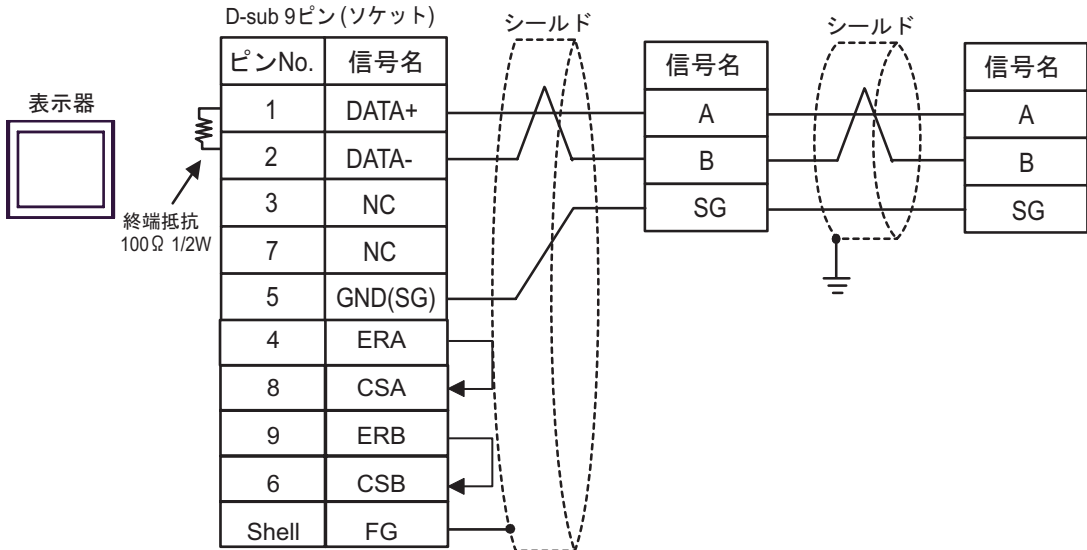 D-sub 9ピン(ソケット)
シールド
シールド
表示器
終端抵抗
100Ω 1/2W
ピンNo. 信号名
1 DATA+
2 DATA-
3 NC
7 NC
5 GND(SG)
4 ERA
8 CSA
9 ERB
6 CSB
Shell FG
信号名
A
B
SG
信号名
A
B
SG